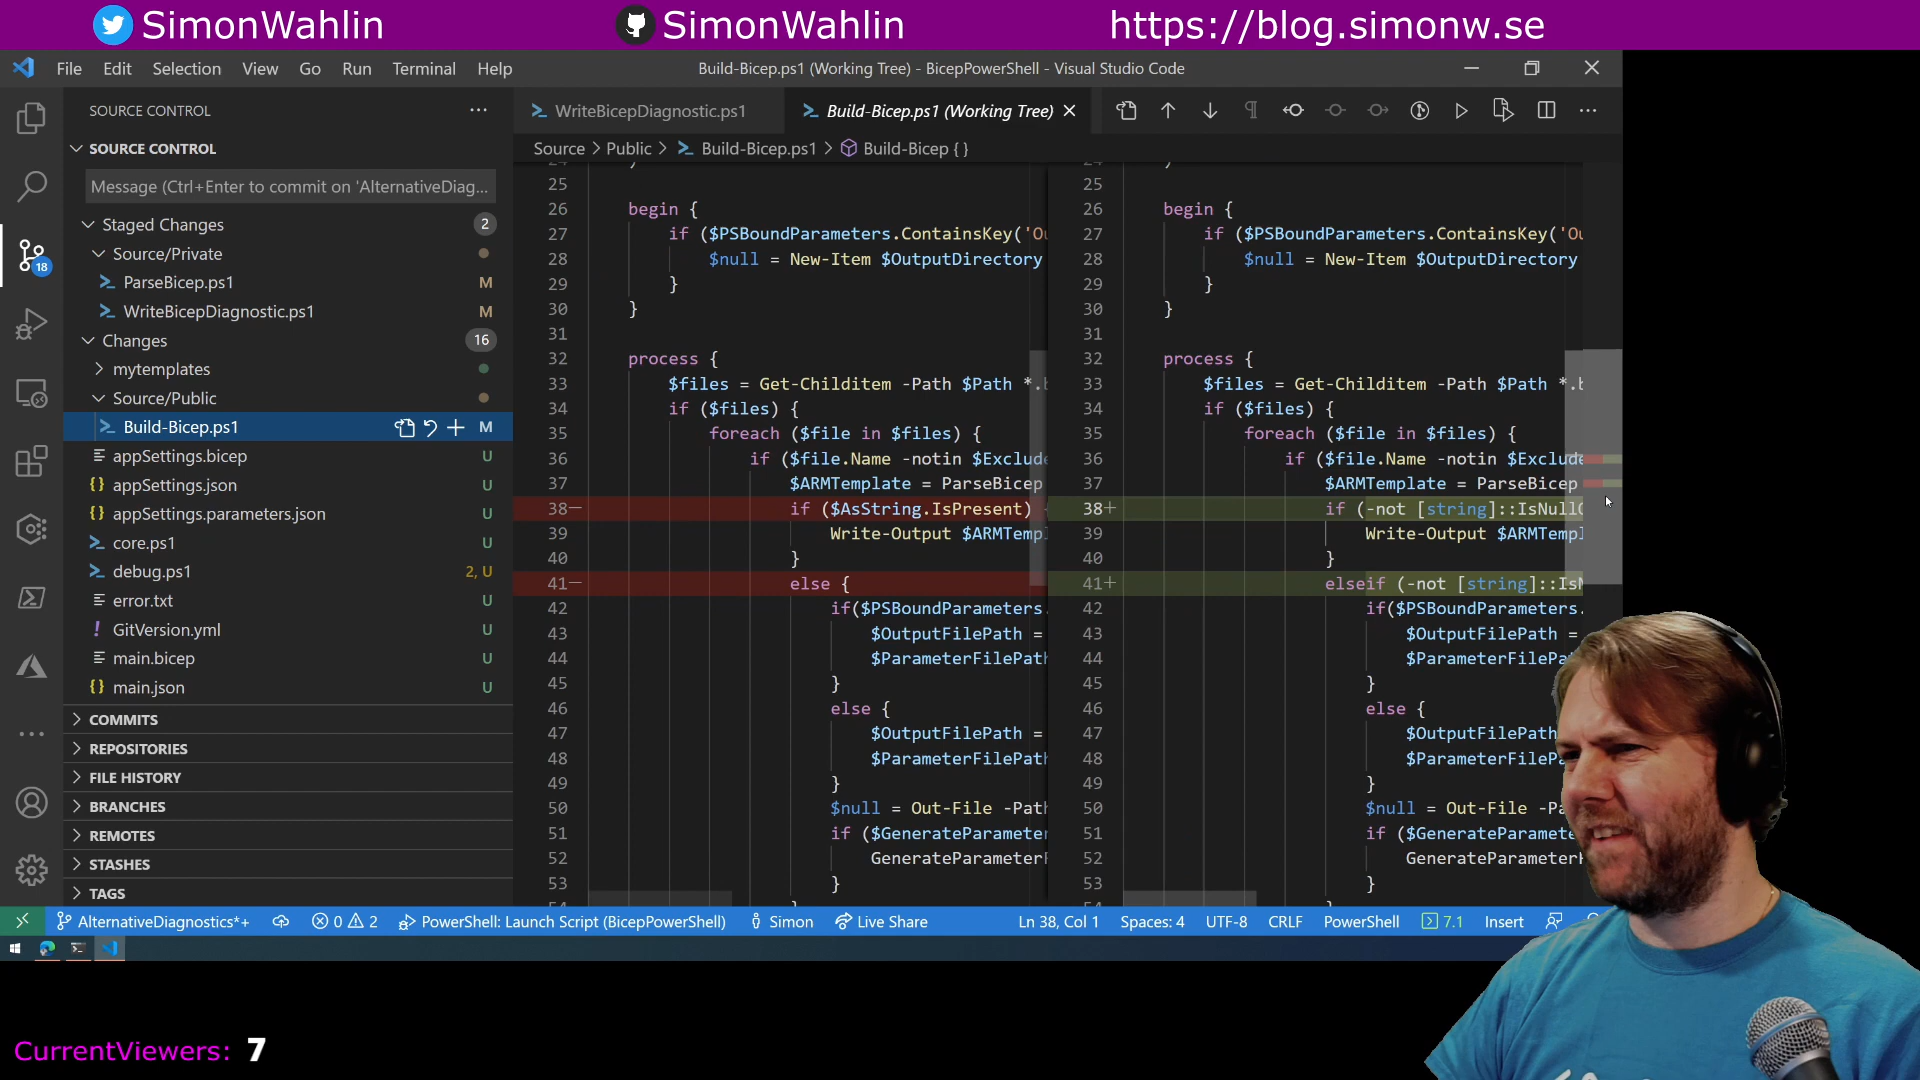 SimonWahlin
SimonWahlin
https://blog.simonw.se
File Edit Selection View Go Run Terminal Help
Build-Bicep.ps1 (Working Tree) - BicepPowerShell - Visual Studio Code
SOURCE CONTROL
WriteBicepDiagnostic.ps1
Build-Bicep.ps1 (Working Tree)
SOURCE CONTROL
Source > Public > Build-Bicep.ps1 > Build-Bicep { }
Message (Ctrl+Enter to commit on 'AlternativeDiag...
Staged Changes 2
Source/Private
ParseBicep.ps1 M
WriteBicepDiagnostic.ps1 M
Changes 16
mytemplates
Source/Public
Build-Bicep.ps1 M
appSettings.bicep U
appSettings.json U
appSettings.parameters.json U
core.ps1 U
debug.ps1 2, U
error.txt U
GitVersion.yml U
main.bicep U
main.json U
COMMITS
REPOSITORIES
FILE HISTORY
BRANCHES
REMOTES
STASHES
TAGS
18
25
26 begin {
27 if ($PSBoundParameters.ContainsKey('Ou
28 $null = New-Item $OutputDirectory
29 }
30 }
31
32 process {
33 $files = Get-Childitem -Path $Path *.b
34 if ($files) {
35 foreach ($file in $files) {
36 if ($file.Name -notin $Exclude
37 $ARMTemplate = ParseBicep
38— if ($AsString.IsPresent) {
39 Write-Output $ARMTempl
40 }
41— else {
42 if($PSBoundParameters.
43 $OutputFilePath =
44 $ParameterFilePath
45 }
46 else {
47 $OutputFilePath =
48 $ParameterFilePath
49 }
50 $null = Out-File -Path
51 if ($GenerateParameter
52 GenerateParameterF
53 }
25
26 begin {
27 if ($PSBoundParameters.ContainsKey('Ou
28 $null = New-Item $OutputDirectory
29 }
30 }
31
32 process {
33 $files = Get-Childitem -Path $Path *.b
34 if ($files) {
35 foreach ($file in $files) {
36 if ($file.Name -notin $Exclude
37 $ARMTemplate = ParseBicep
38+ if (-not [string]::IsNullO
39 Write-Output $ARMTempl
40 }
41+ elseif (-not [string]::IsN
42 if($PSBoundParameters.
43 $OutputFilePath =
44 $ParameterFilePa
45 }
46 else {
47 $OutputFilePath
48 $ParameterFilePa
49 }
50 $null = Out-File -Pa
51 if ($GenerateParamete
52 GenerateParameter
53 }
AlternativeDiagnostics*+ 0 2 PowerShell: Launch Script (BicepPowerShell) Simon Live Share Ln 38, Col 1 Spaces: 4 UTF-8 CRLF PowerShell 7.1 Insert
CurrentViewers: 7